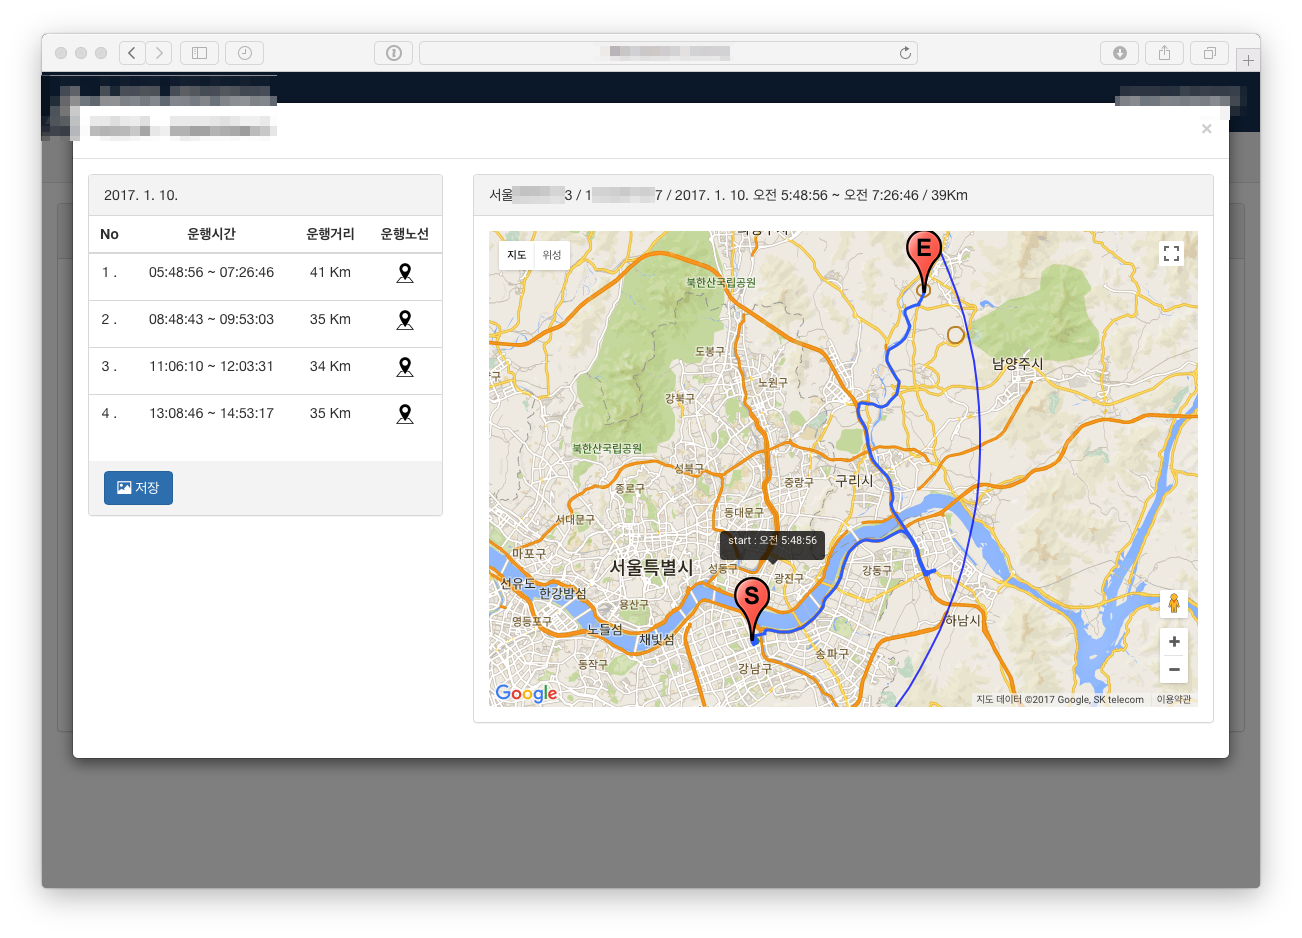 ×
2017. 1. 10.
No 운행시간 운행거리 운행노선
1 . 05:48:56 ~ 07:26:46 41 Km
2 . 08:48:43 ~ 09:53:03 35 Km
3 . 11:06:10 ~ 12:03:31 34 Km
4 . 13:08:46 ~ 14:53:17 35 Km
저장
서울 3 / 1 7 / 2017. 1. 10. 오전 5:48:56 ~ 오전 7:26:46 / 39Km
지도 위성
E
북한산국립공원
도봉구
남양주시
노원구
강북구
북한산국립공원
성북구
중랑구
구리시
종로구
서대문구
동대문구
start : 오전 5:48:56
마포구
서울특별시
성동구
광진구
강동구
선유도
한강밤섬
S
용산구
영등포구
노들섬
채빛섬
하남시
동작구
강남구
송파구
+
−
Google
지도 데이터 ©2017 Google, SK telecom 이용약관